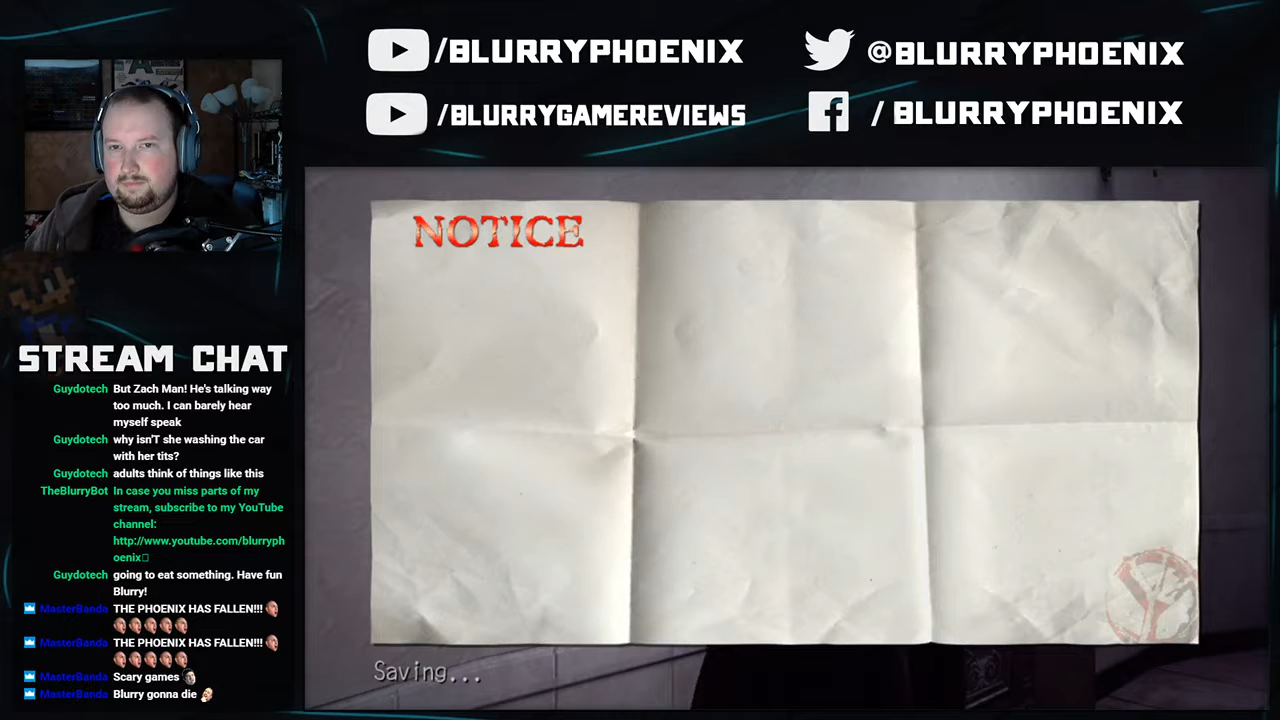 /BLURRYPHOENIX
@BLURRYPHOENIX
/BLURRYGAMEREVIEWS
/ BLURRYPHOENIX
NOTICE
Saving...
STREAM CHAT
Guydotech But Zach Man! He's talking way
too much. I can barely hear
myself speak
Guydotech why isn'T she washing the car
with her tits?
Guydotech adults think of things like this
TheBlurryBot In case you miss parts of my
stream, subscribe to my YouTube
channel:
http://www.youtube.com/blurryph
oenix
Guydotech going to eat something. Have fun
Blurry!
MasterBanda THE PHOENIX HAS FALLEN!!!
MasterBanda THE PHOENIX HAS FALLEN!!!
MasterBanda Scary games
MasterBanda Blurry gonna die